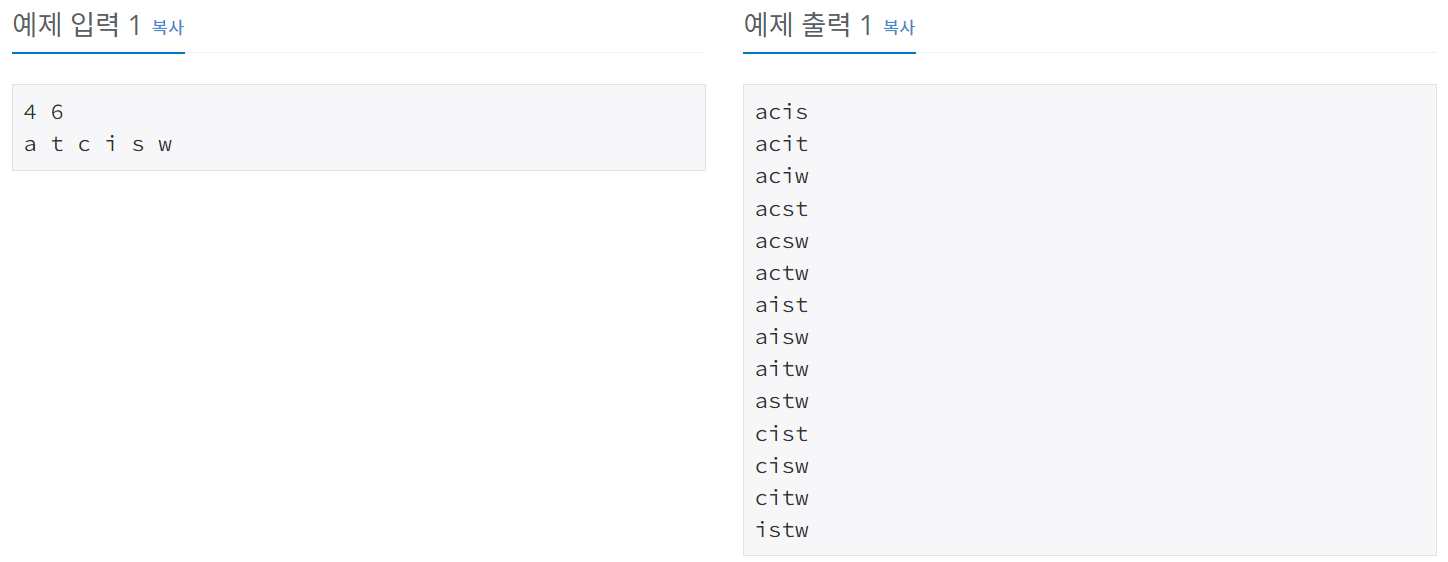 예제 입력 1 복사
4 6
a t c i s w
예제 출력 1 복사
acis
acit
aciw
acst
acsw
actw
aist
aisw
aitw
astw
cist
cisw
citw
istw